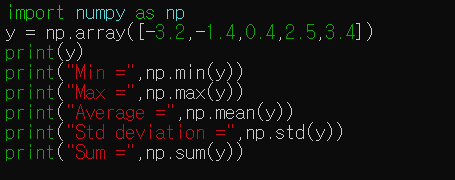 import numpy as np
y = np.array([-3.2,-1.4,0.4,2.5,3.4])
print(y)
print("Min =",np.min(y))
print("Max =",np.max(y))
print("Average =",np.mean(y))
print("Std deviation =",np.std(y))
print("Sum =",np.sum(y))